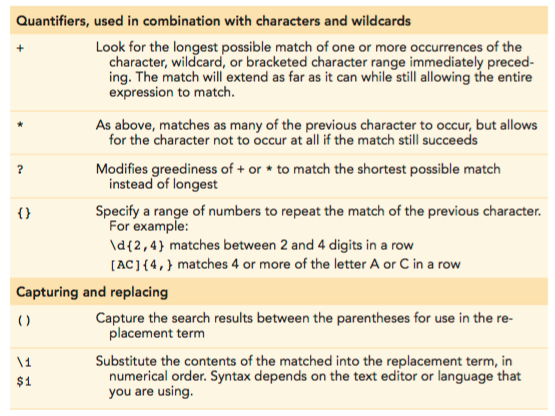 Quantifiers, used in combination with characters and wildcards
+ Look for the longest possible match of one or more occurrences of the
character, wildcard, or bracketed character range immediately preced-
ing. The match will extend as far as it can while still allowing the entire
expression to match.
* As above, matches as many of the previous character to occur, but allows
for the character not to occur at all if the match still succeeds
? Modifies greediness of + or * to match the shortest possible match
instead of longest
{} Specify a range of numbers to repeat the match of the previous character.
For example:
\d{2,4} matches between 2 and 4 digits in a row
[AC]{4,} matches 4 or more of the letter A or C in a row
Capturing and replacing
() Capture the search results between the parentheses for use in the re-
placement term
\1 Substitute the contents of the matched into the replacement term, in
$1 numerical order. Syntax depends on the text editor or language that
you are using.